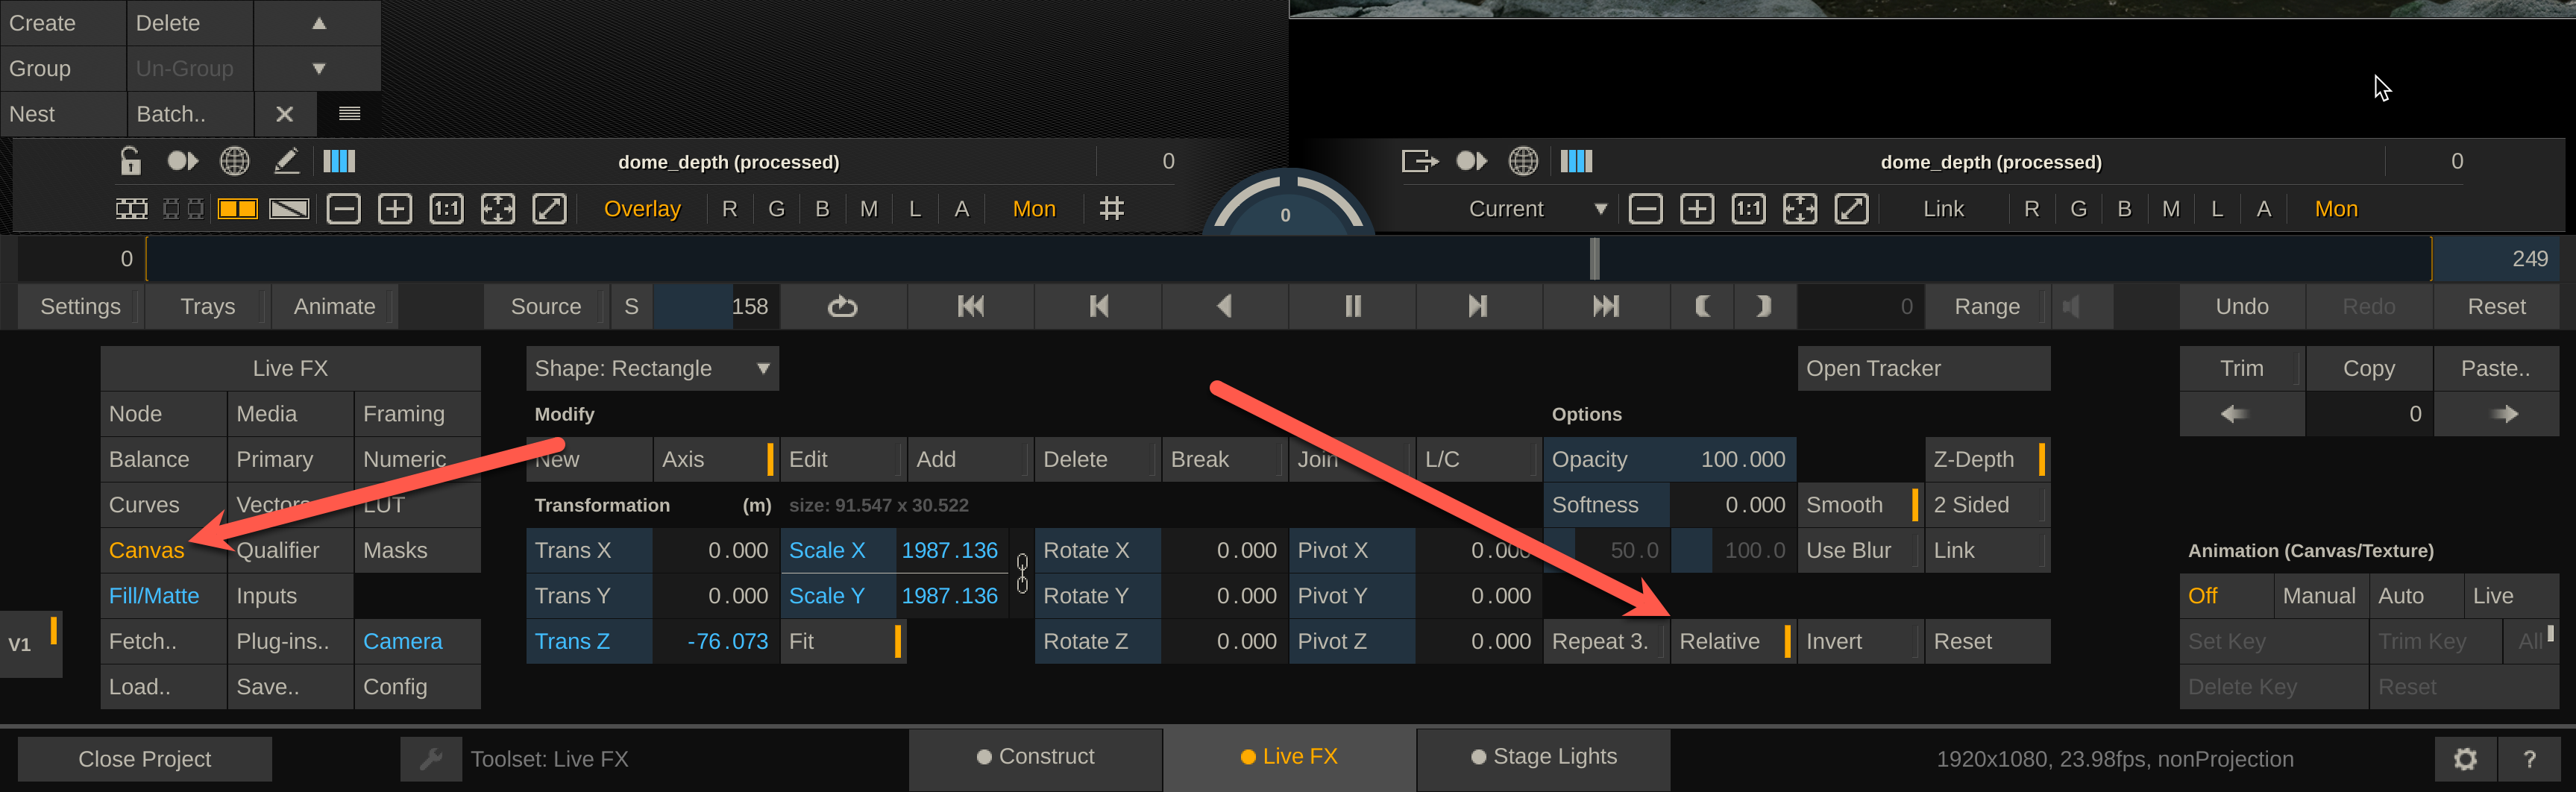 Create Delete ▲
Group Un-Group ▼
Nest Batch..
dome_depth (processed) 0
dome_depth (processed) 0
1:1 Overlay R G B M L A Mon
0
Current ▼ 1:1 Link R G B M L A Mon
0 249
Settings Trays Animate Source S 158 0 Range Undo Redo Reset
Live FX
Node Media Framing
Balance Primary Numeric
Curves Vectors LUT
Canvas Qualifier Masks
Fill/Matte Inputs
Fetch.. Plug-ins.. Camera
Load.. Save.. Config
V1
Shape: Rectangle ▼ Open Tracker
Modify Options
New Axis Edit Add Delete Break Join L/C Opacity 100.000 Z-Depth
Transformation (m) size: 91.547 x 30.522 Softness 0.000 Smooth 2 Sided
Trans X 0.000 Scale X 1987.136 Rotate X 0.000 Pivot X 0.000 50.0 100.0 Use Blur Link
Trans Y 0.000 Scale Y 1987.136 Rotate Y 0.000 Pivot Y 0.000
Trans Z -76.073 Fit Rotate Z 0.000 Pivot Z 0.000 Repeat 3. Relative Invert Reset
Trim Copy Paste..
0
Animation (Canvas/Texture)
Off Manual Auto Live
Set Key Trim Key All
Delete Key Reset
Close Project Toolset: Live FX Construct Live FX Stage Lights 1920x1080, 23.98fps, nonProjection ?